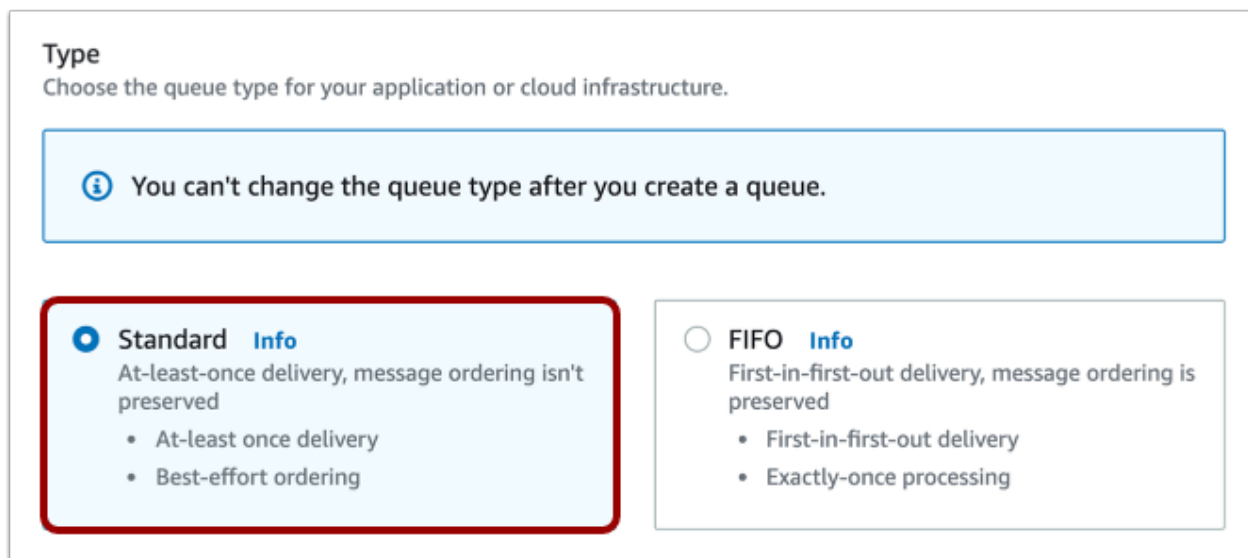 Type
Choose the queue type for your application or cloud infrastructure.
You can't change the queue type after you create a queue.
Standard Info
At-least-once delivery, message ordering isn't
preserved
• At-least once delivery
• Best-effort ordering
FIFO Info
First-in-first-out delivery, message ordering is
preserved
• First-in-first-out delivery
• Exactly-once processing